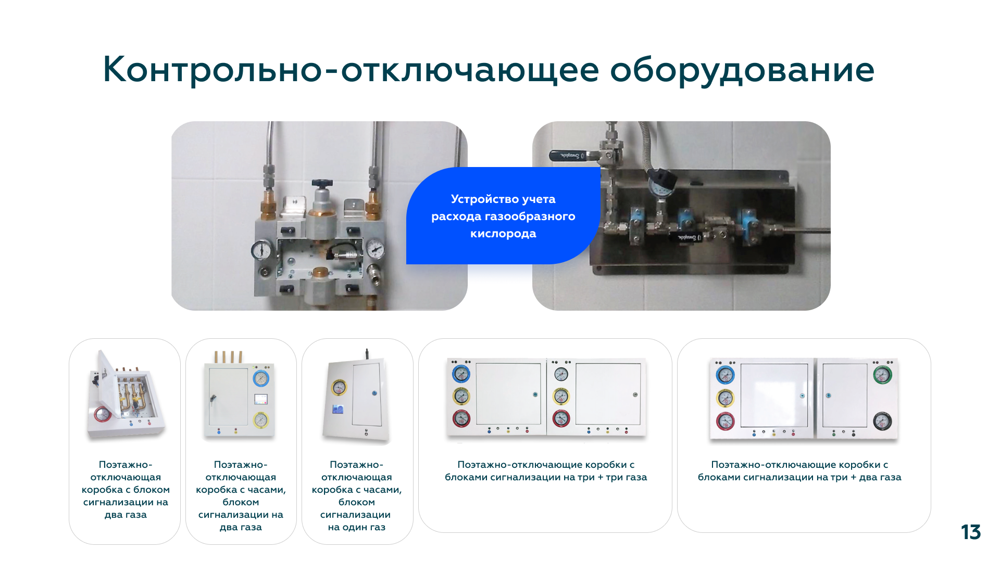 Контрольно-отключающее оборудование
Swagelok
Устройство учета
расхода газообразного
кислорода
Swagelok
Поэтажно-
отключающая
коробка с блоком
сигнализации на
два газа
Поэтажно-
отключающая
коробка с часами,
блоком
сигнализации на
два газа
Поэтажно-
отключающая
коробка с часами,
блоком
сигнализации
на один газ
Поэтажно-отключающие коробки с
блоками сигнализации на три + три газа
Поэтажно-отключающие коробки с
блоками сигнализации на три + два газа
13